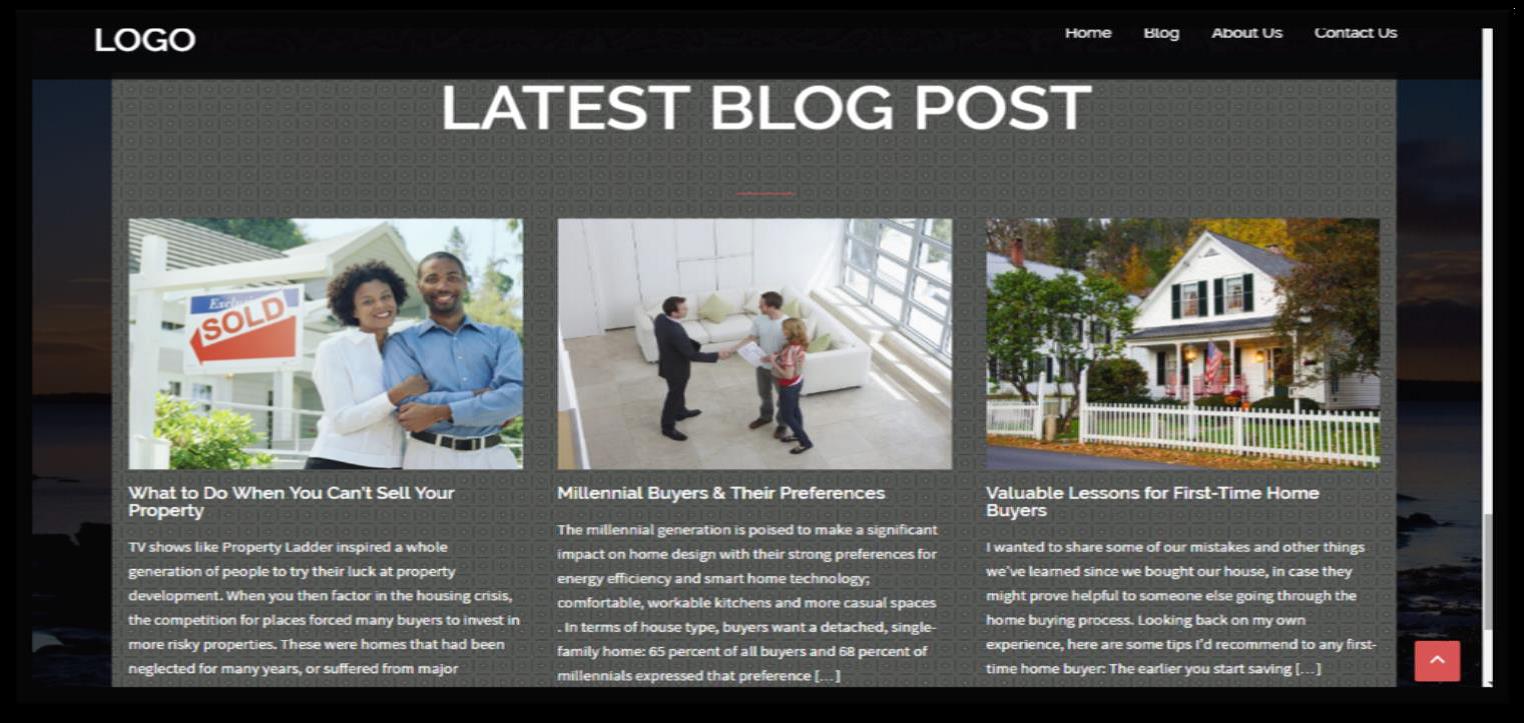 LOGO
Home Blog About Us Contact Us
LATEST BLOG POST
SOLD
What to Do When You Can't Sell Your
Property
TV shows like Property Ladder inspired a whole
generation of people to try their luck at property
development. When you then factor in the housing crisis,
the competition for places forced many buyers to invest in
more risky properties. These were homes that had been
neglected for many years, or suffered from major
Millennial Buyers & Their Preferences
The millennial generation is poised to make a significant
impact on home design with their strong preferences for
energy efficiency and smart home technology;
comfortable, workable kitchens and more casual spaces
. In terms of house type, buyers want a detached, single-
family home: 65 percent of all buyers and 68 percent of
millennials expressed that preference [...]
Valuable Lessons for First-Time Home
Buyers
I wanted to share some of our mistakes and other things
we've learned since we bought our house, in case they
might prove helpful to someone else going through the
home buying process. Looking back on my own
experience, here are some tips I'd recommend to any first-
time home buyer: The earlier you start saving [...]